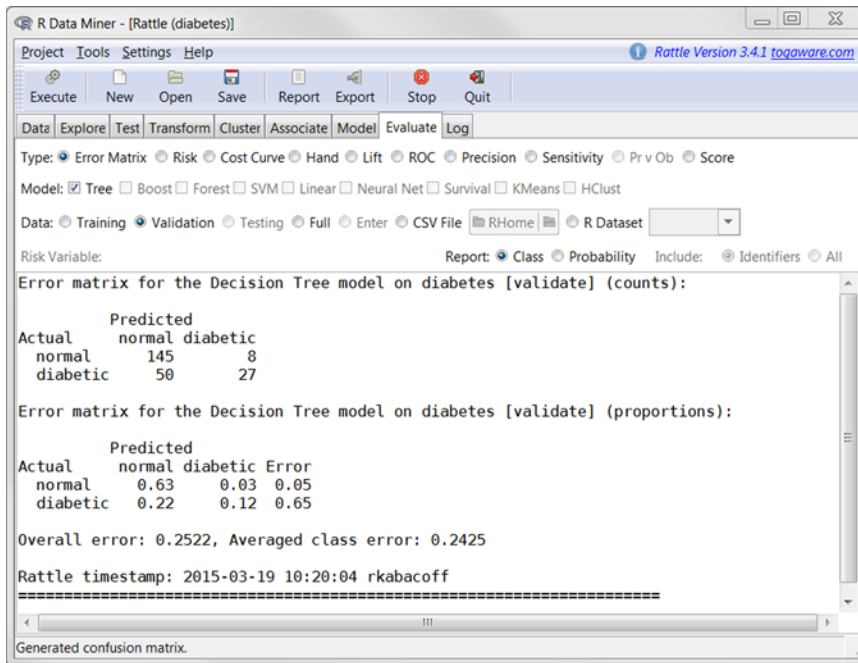 R Data Miner - [Rattle (diabetes)]
Project Tools Settings Help
Rattle Version 3.4.1 togaware.com
Execute New Open Save Report Export Stop Quit
Data Explore Test Transform Cluster Associate Model Evaluate Log
Type: Error Matrix Risk Cost Curve Hand Lift ROC Precision Sensitivity Pr v Ob Score
Model: Tree Boost Forest SVM Linear Neural Net Survival KMeans HClust
Data: Training Validation Testing Full Enter CSV File RHome R Dataset
Risk Variable: Report: Class Probability Include: Identifiers All
Error matrix for the Decision Tree model on diabetes [validate] (counts):
Predicted
Actual normal diabetic
normal 145 8
diabetic 50 27
Error matrix for the Decision Tree model on diabetes [validate] (proportions):
Predicted
Actual normal diabetic Error
normal 0.63 0.03 0.05
diabetic 0.22 0.12 0.65
Overall error: 0.2522, Averaged class error: 0.2425
Rattle timestamp: 2015-03-19 10:20:04 rkabacoff
======================================================================
Generated confusion matrix.